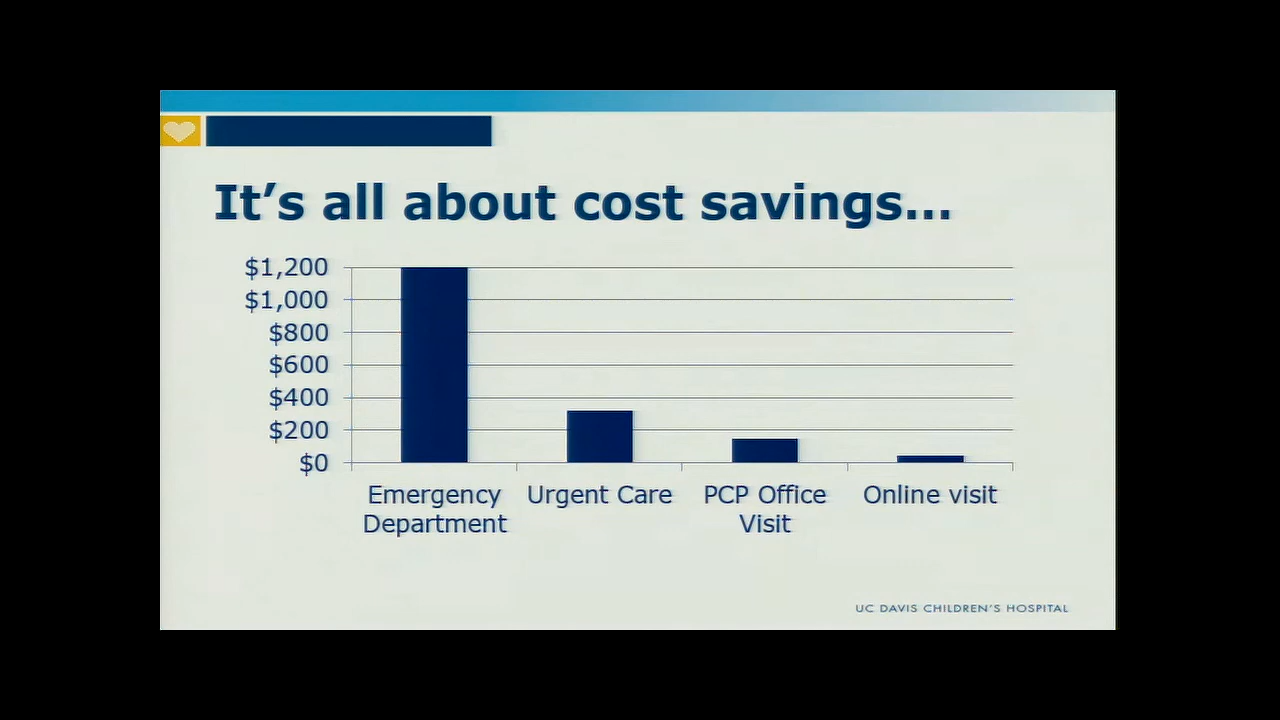 It’s all about cost savings…
$1,200
$1,000
$800
$600
$400
$200
$0
Emergency
Department
Urgent Care
PCP Office
Visit
Online visit
UC DAVIS CHILDREN’S HOSPITAL